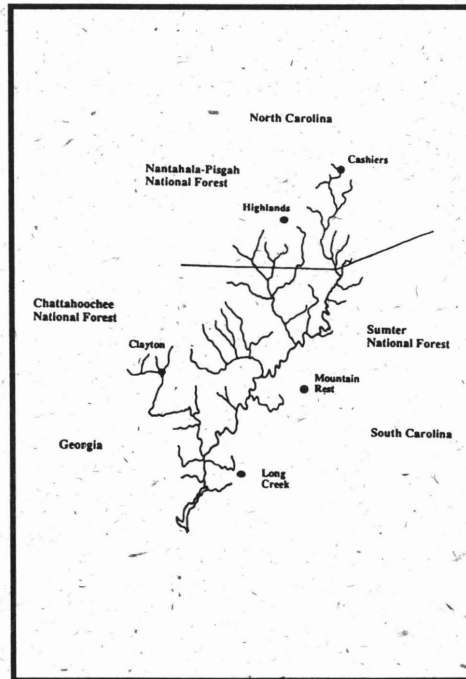 North Carolina
Cashiers
Nantahala-Pisgah
National Forest
Highlands
Chattahoochee
National Forest
Sumter
National Forest
Clayton
Mountain
Rest
South Carolina
Georgia
Long
Creek